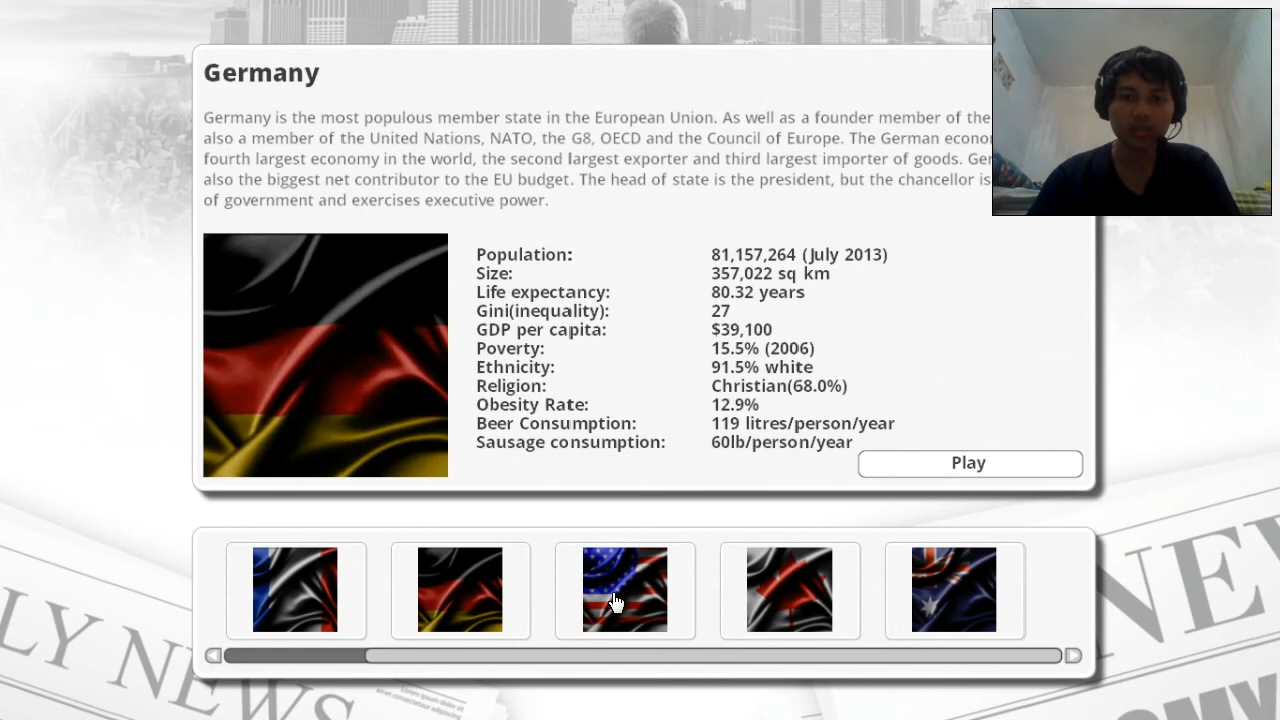 Germany
Germany is the most populous member state in the European Union. As well as a founder member of the
also a member of the United Nations, NATO, the G8, OECD and the Council of Europe. The German
fourth largest economy in the world, the second largest exporter and third largest importer of goods.
also the biggest net contributor to the EU budget. The head of state is the president, but the chancellor is
of government and exercises executive power.
Population: 81,157,264 (July 2013)
Size: 357,022 sq km
Life expectancy: 80.32 years
Gini(inequality): 27
GDP per capita: $39,100
Poverty: 15.5% (2006)
Ethnicity: 91.5% white
Religion: Christian(68.0%)
Obesity Rate: 12.9%
Beer Consumption: 119 litres/person/year
Sausage consumption: 60lb/person/year
Play
LY NEWS
NEW